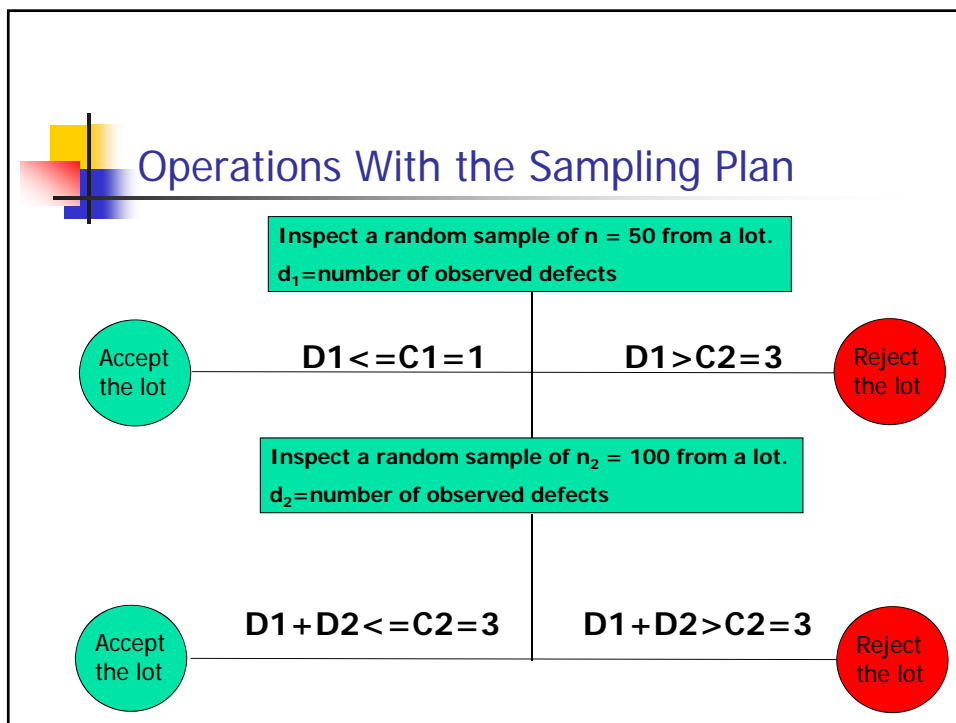 Operations With the Sampling Plan
Inspect a random sample of n = 50 from a lot.
d₁=number of observed defects
Accept
the lot
D1<=C1=1
D1>C2=3
Reject
the lot
Inspect a random sample of n₂ = 100 from a lot.
d₂=number of observed defects
Accept
the lot
D1+D2<=C2=3
D1+D2>C2=3
Reject
the lot